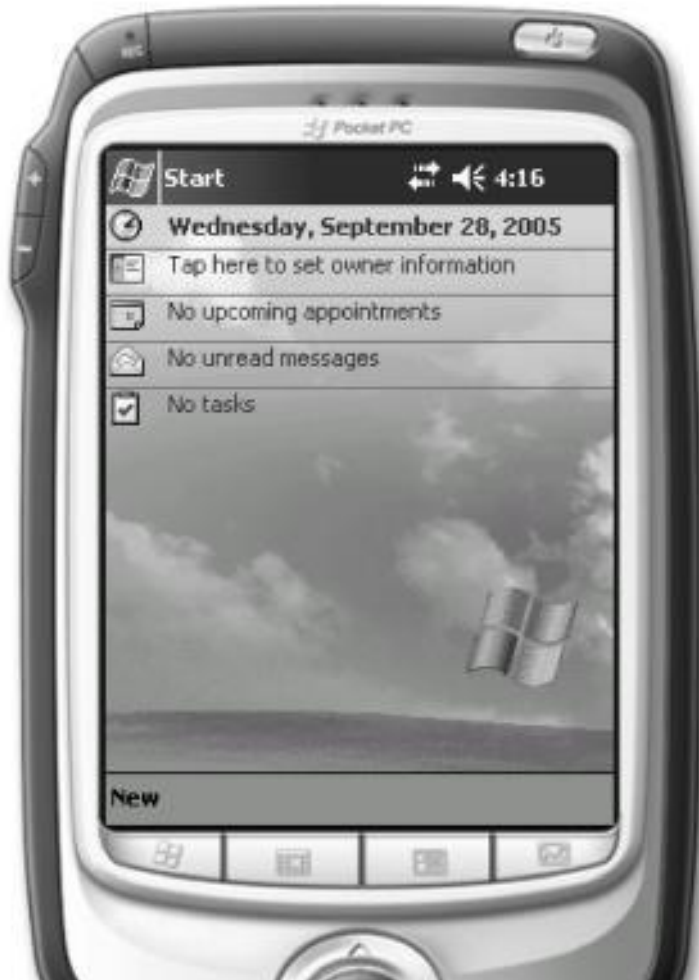 REC
Pocket PC
Start 4:16
Wednesday, September 28, 2005
Tap here to set owner information
No upcoming appointments
No unread messages
No tasks
New